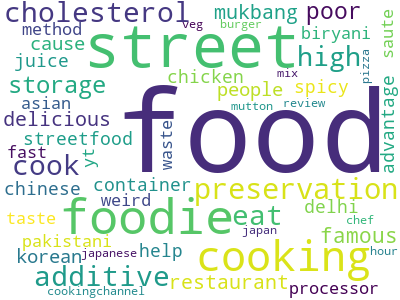 cholesterol mukbang poor
veg burger
method street biryani
cause high saute
juice
storage chicken pizza
asian people mix spicy
delicious food advantage
mutton review
streetfood waste
fast cook yt
chinese container preservation
weird delhi
taste foodie eat chef
famous
pakistani japan
korean japanese help cooking hour
additive restaurant
processor
cookingchannel